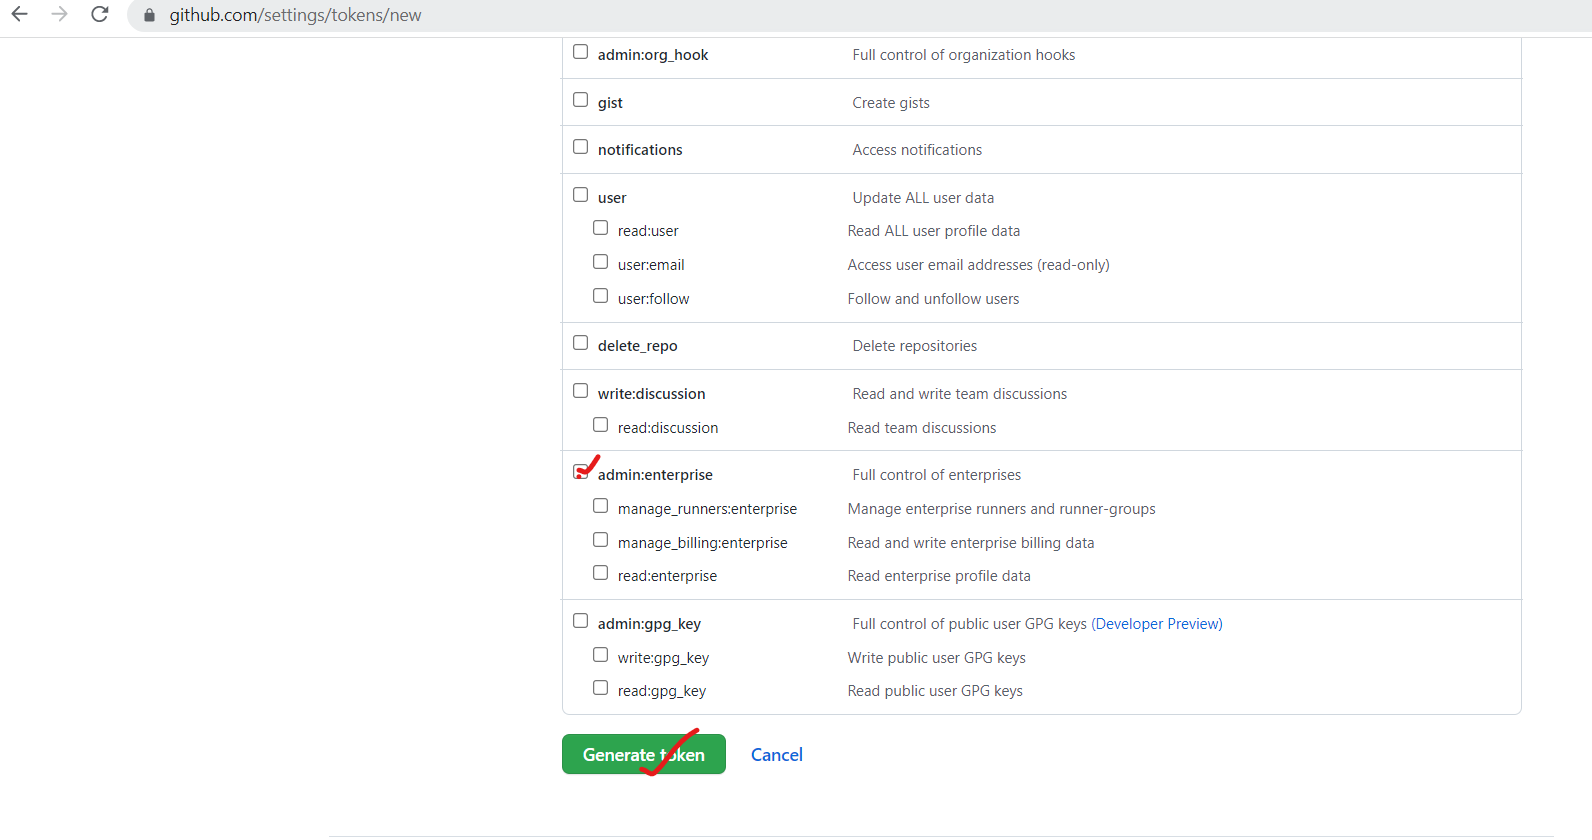 github.com/settings/tokens/new
admin:org_hook Full control of organization hooks
gist Create gists
notifications Access notifications
user Update ALL user data
read:user Read ALL user profile data
user:email Access user email addresses (read-only)
user:follow Follow and unfollow users
delete_repo Delete repositories
write:discussion Read and write team discussions
read:discussion Read team discussions
admin:enterprise Full control of enterprises
manage_runners:enterprise Manage enterprise runners and runner-groups
manage_billing:enterprise Read and write enterprise billing data
read:enterprise Read enterprise profile data
admin:gpg_key Full control of public user GPG keys (Developer Preview)
write:gpg_key Write public user GPG keys
read:gpg_key Read public user GPG keys
Generate token Cancel